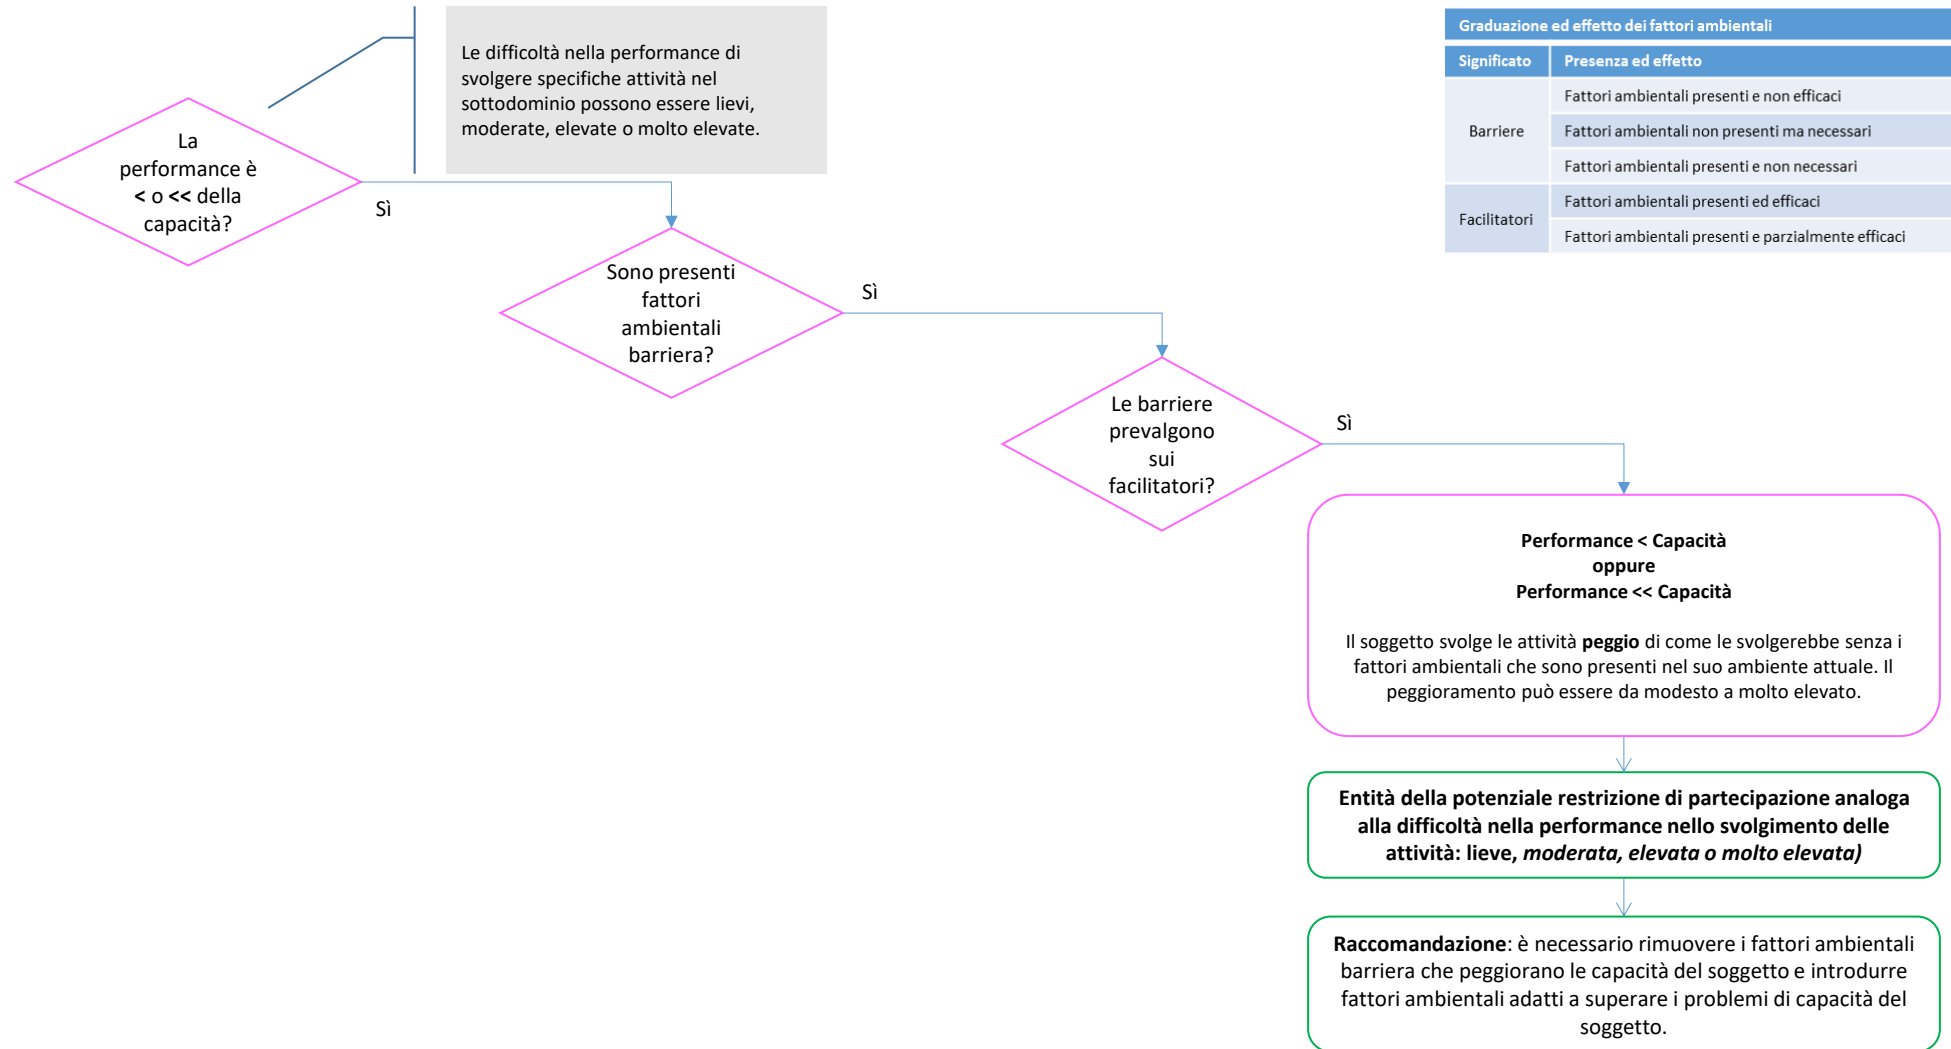 Le difficoltà nella performance di
svolgere specifiche attività nel
sottodominio possono essere lievi,
moderate, elevate o molto elevate.
Graduazione ed effetto dei fattori ambientali
Significato Presenza ed effetto
Barriere
Fattori ambientali presenti e non efficaci
Fattori ambientali non presenti ma necessari
Fattori ambientali presenti e non necessari
Facilitatori
Fattori ambientali presenti ed efficaci
Fattori ambientali presenti e parzialmente efficaci
La
performance è
< o << della
capacità?
Sì
Sono presenti
fattori
ambientali
barriera?
Sì
Le barriere
prevalgono
sui
facilitatori?
Sì
Performance < Capacità
oppure
Performance << Capacità
Il soggetto svolge le attività peggio di come le svolgerebbe senza i
fattori ambientali che sono presenti nel suo ambiente attuale. Il
peggioramento può essere da modesto a molto elevato.
Entità della potenziale restrizione di partecipazione analoga
alla difficoltà nella performance nello svolgimento delle
attività: lieve, moderata, elevata o molto elevata)
Raccomandazione: è necessario rimuovere i fattori ambientali
barriera che peggiorano le capacità del soggetto e introdurre
fattori ambientali adatti a superare i problemi di capacità del
soggetto.